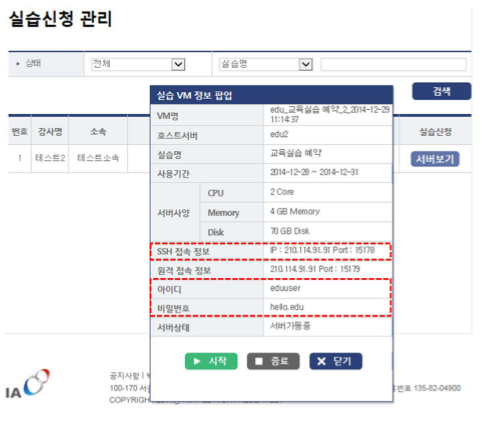 실습신청 관리
상태
전체
실습명
검색
실습 VM 정보 팝업
VM명
edu_교육실습 예약_2_2014-12-29
11:14:37
호스트서버
edu2
실습명
교육실습 예약
사용기간
2014-12-28 ~ 2014-12-31
서버사양
CPU
2 Core
Memory
4 GB Memory
Disk
70 GB Disk
SSH 접속 정보
IP : 210.114.91.91 Port : 15178
원격 접속 정보
210.114.91.91 Port : 15179
아이디
eduuser
비밀번호
hello.edu
서버상태
서버가동중
시작
종료
닫기
번호
강사명
소속
실습신청
1
테스트2
테스트소속
서버보기
IA
공지사항 |
100-170 서
COPYRIGH
번호 135-82-04900